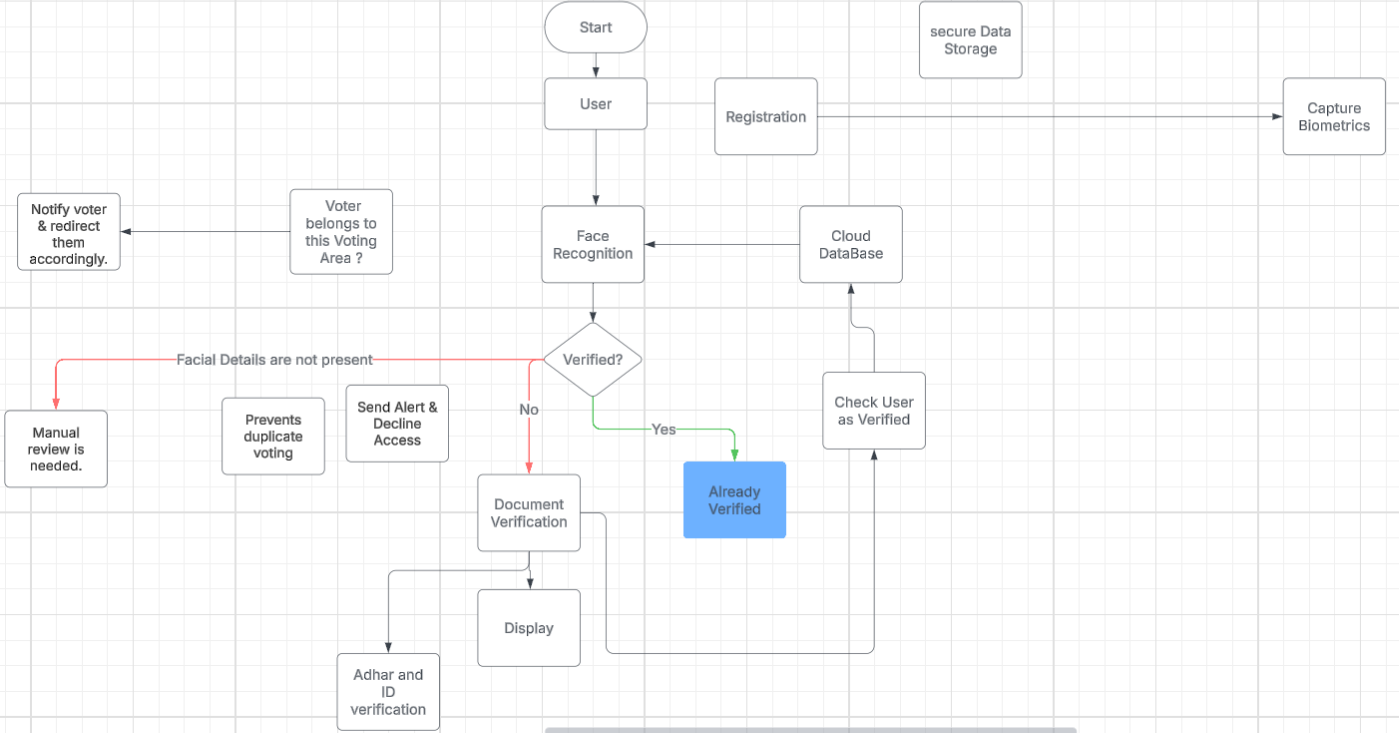 Start
secure Data
Storage
User
Registration
Capture
Biometrics
Notify voter
& redirect
them
accordingly.
Voter
belongs to
this Voting
Area ?
Face
Recognition
Cloud
DataBase
Facial Details are not present
Verified?
Manual
review is
needed.
Prevents
duplicate
voting
Send Alert &
Decline
Access
No
Yes
Check User
as Verified
Document
Verification
Already
Verified
Display
Adhar and
ID
verification